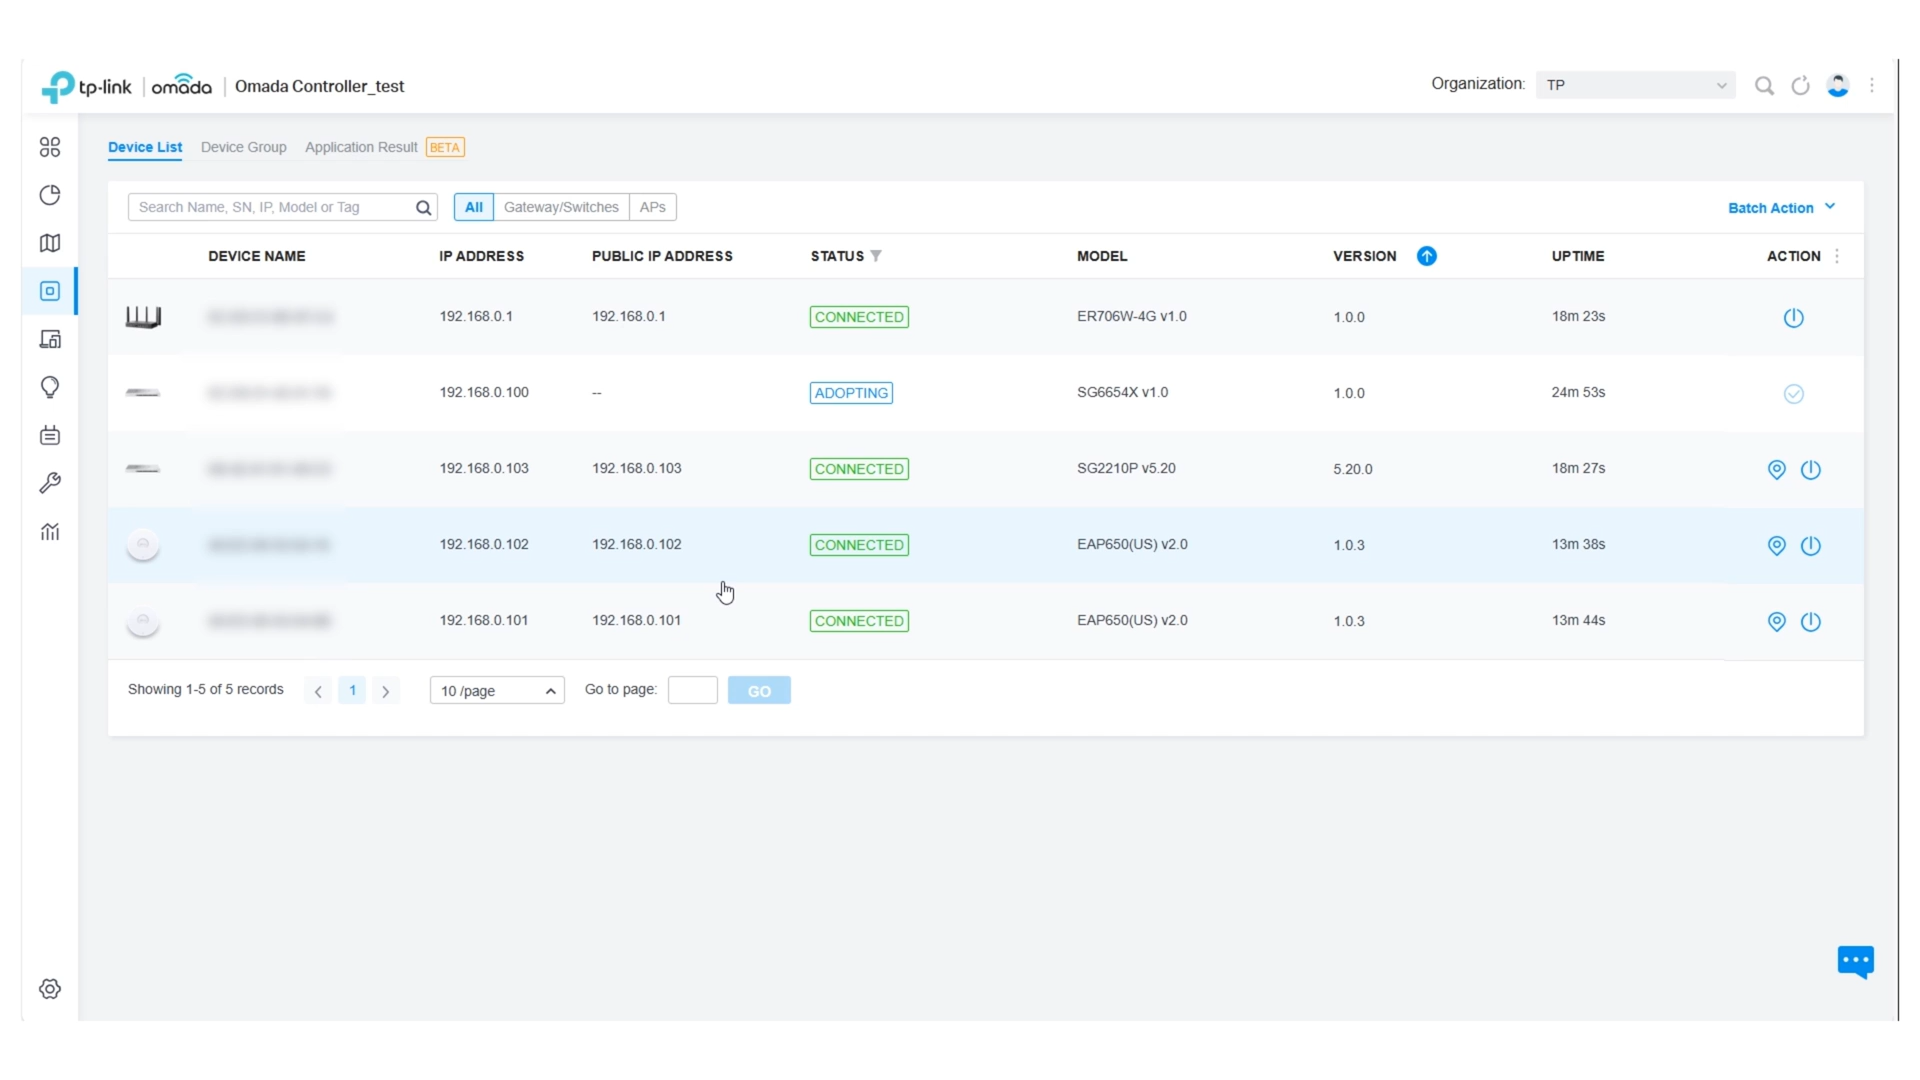 tp-link | omada | Omada Controller_test
Organization: TP
Device List Device Group Application Result BETA
Search Name, SN, IP, Model or Tag All Gateway/Switches APs Batch Action
DEVICE NAME IP ADDRESS PUBLIC IP ADDRESS STATUS MODEL VERSION UPTIME ACTION
192.168.0.1 192.168.0.1 CONNECTED ER706W-4G v1.0 1.0.0 18m 23s
192.168.0.100 -- ADOPTING SG6654X v1.0 1.0.0 24m 53s
192.168.0.103 192.168.0.103 CONNECTED SG2210P v5.20 5.20.0 18m 27s
192.168.0.102 192.168.0.102 CONNECTED EAP650(US) v2.0 1.0.3 13m 38s
192.168.0.101 192.168.0.101 CONNECTED EAP650(US) v2.0 1.0.3 13m 44s
Showing 1-5 of 5 records < 1 > 10 /page Go to page: GO